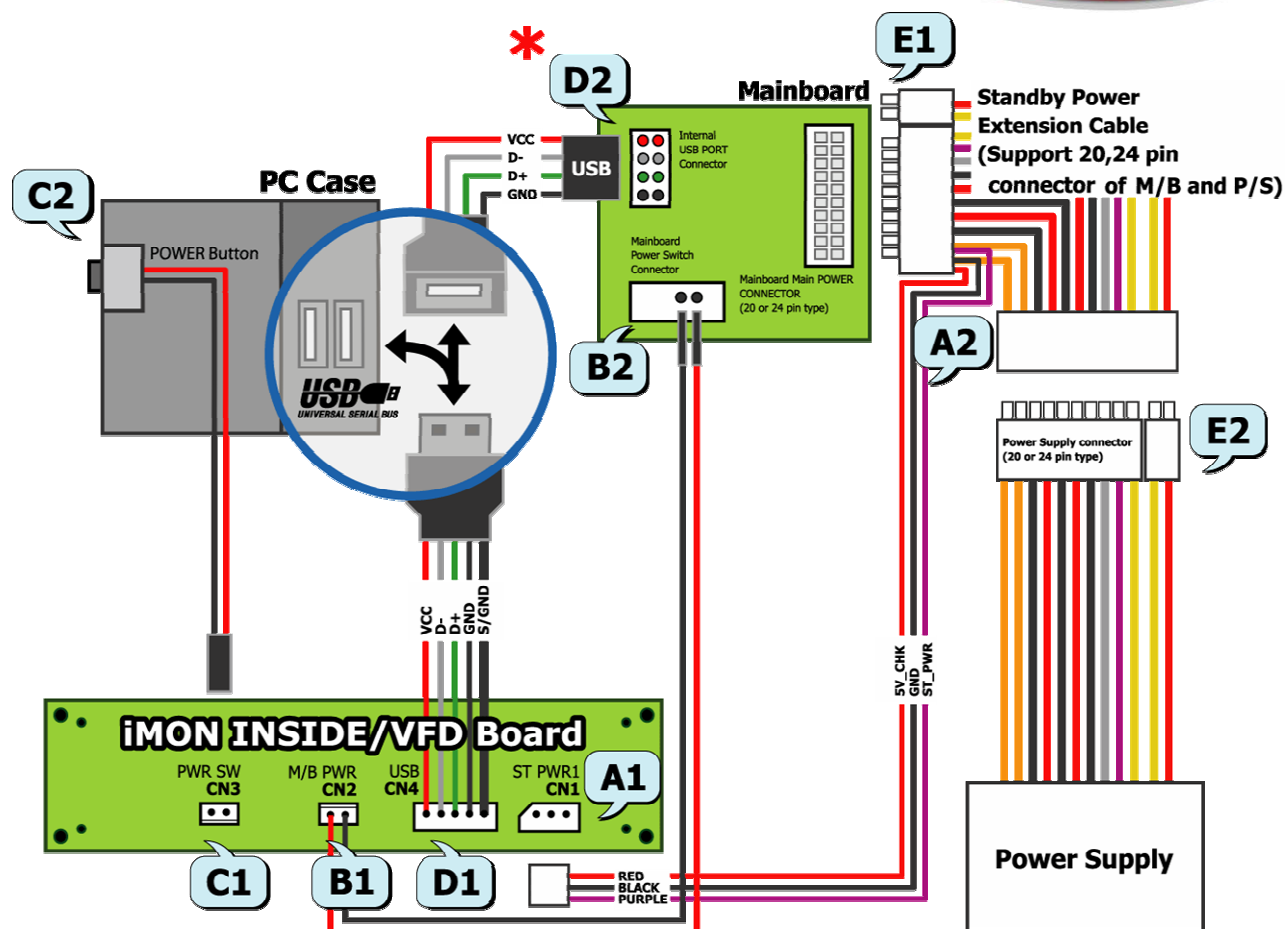 E1
*
D2
Mainboard
Standby Power
Extension Cable
(Support 20,24 pin
connector of M/B and P/S)
VCC
D-
D+
GND
USB
Internal
USB PORT
Connector
C2
PC Case
POWER Button
Mainboard
Power Switch
Connector
Mainboard Main POWER
CONNECTOR
(20 or 24 pin type)
B2
A2
USB
UNIVERSAL SERIAL BUS
Power Supply connector
(20 or 24 pin type)
E2
VCC
D-
D+
GND
S/GND
5V_CHK
GND
ST_PWR
iMON INSIDE/VFD Board
PWR SW
CN3
M/B PWR
CN2
USB
CN4
ST PWR1
CN1
A1
C1
B1
D1
RED
BLACK
PURPLE
Power Supply